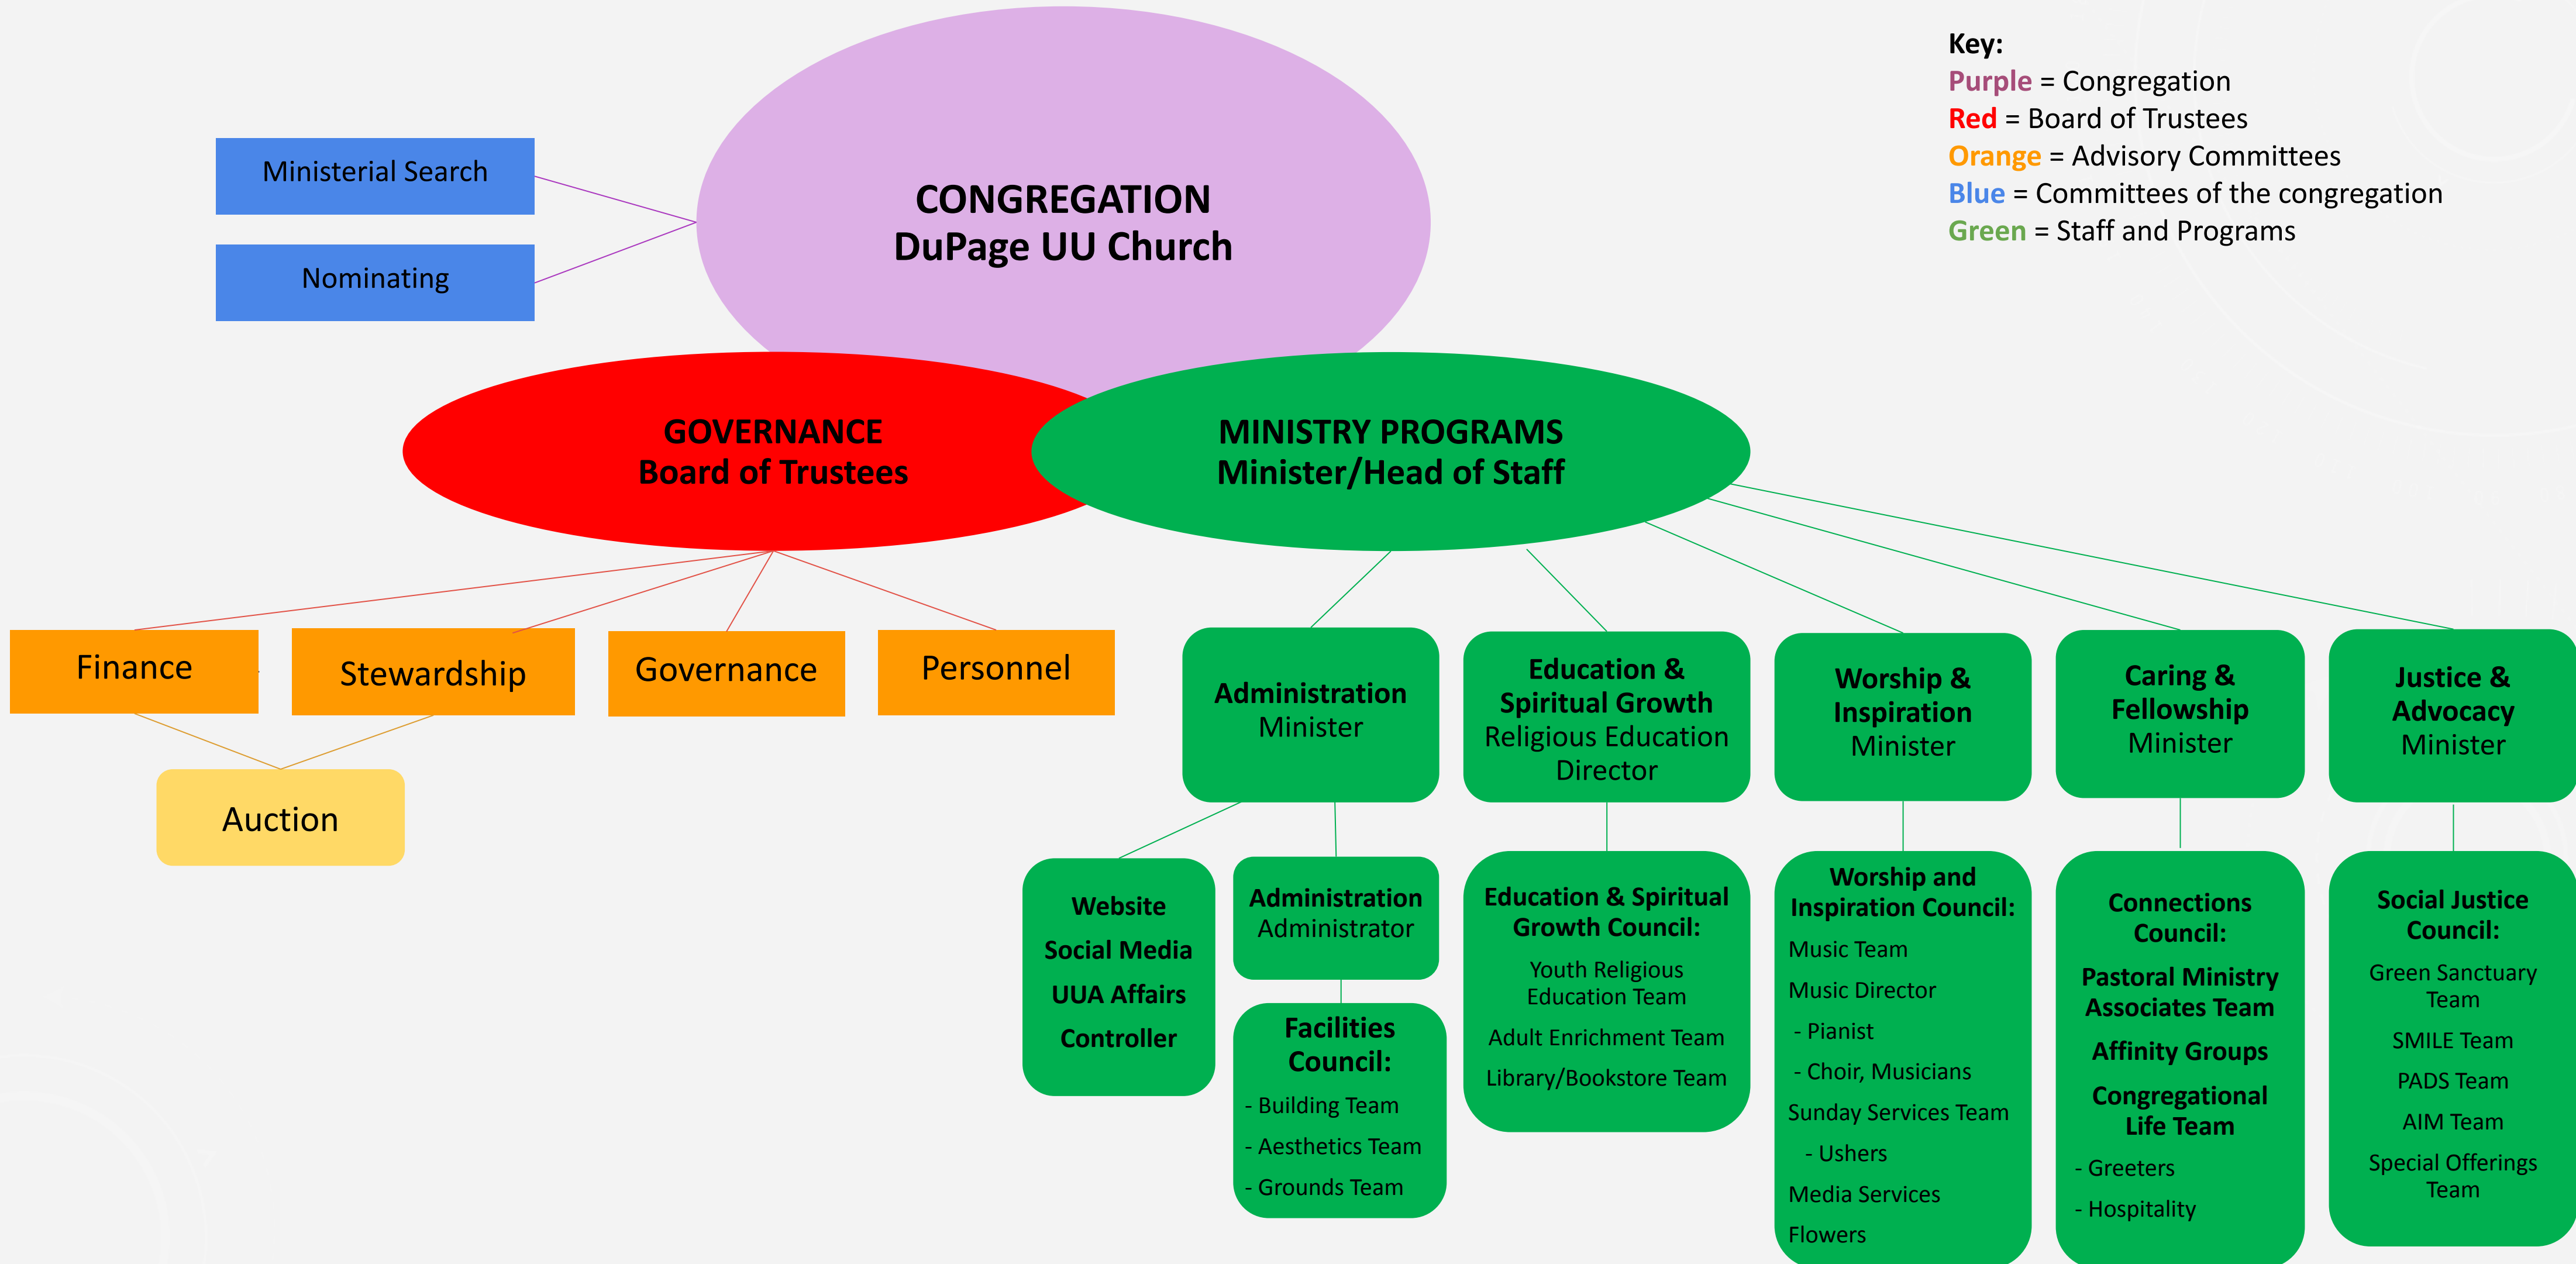 Key:
Purple = Congregation
Red = Board of Trustees
Orange = Advisory Committees
Blue = Committees of the congregation
Green = Staff and Programs
Ministerial Search
Nominating
CONGREGATION
DuPage UU Church
GOVERNANCE
Board of Trustees
MINISTRY PROGRAMS
Minister/Head of Staff
Finance
Stewardship
Governance
Personnel
Auction
Administration
Minister
Education &
Spiritual Growth
Religious Education
Director
Worship &
Inspiration
Minister
Caring &
Fellowship
Minister
Justice &
Advocacy
Minister
Website
Social Media
UUA Affairs
Controller
Administration
Administrator
Facilities
Council:
- Building Team
- Aesthetics Team
- Grounds Team
Education & Spiritual
Growth Council:
Youth Religious
Education Team
Adult Enrichment Team
Library/Bookstore Team
Worship and
Inspiration Council:
Music Team
Music Director
- Pianist
- Choir, Musicians
Sunday Services Team
- Ushers
Media Services
Flowers
Connections
Council:
Pastoral Ministry
Associates Team
Affinity Groups
Congregational
Life Team
- Greeters
- Hospitality
Social Justice
Council:
Green Sanctuary
Team
SMILE Team
PADS Team
AIM Team
Special Offerings
Team